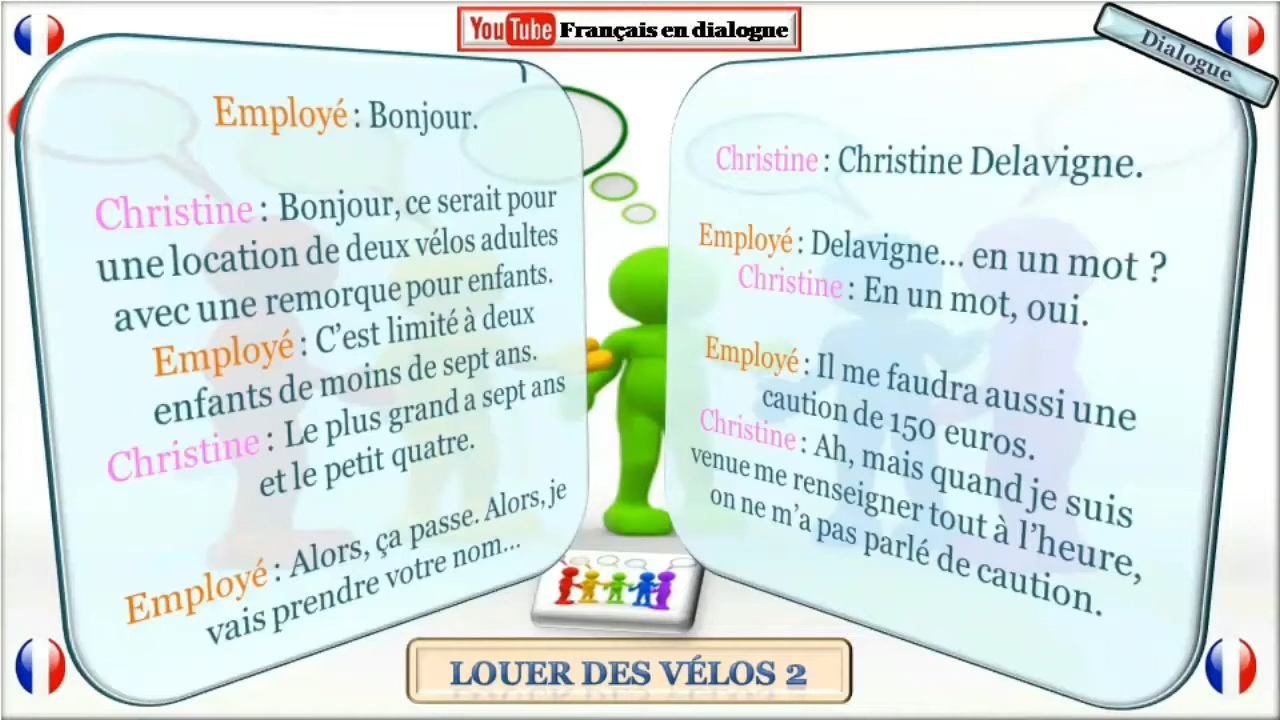 YouTube Français en dialogue
Dialogue
Employé : Bonjour.
Christine : Bonjour, ce serait pour
une location de deux vélos adultes
avec une remorque pour enfants.
Employé : C’est limité à deux
enfants de moins de sept ans.
Christine : Le plus grand a sept ans
et le petit quatre.
Employé : Alors, ça passe. Alors, je
vais prendre votre nom...
Christine : Christine Delavigne.
Employé : Delavigne... en un mot ?
Christine : En un mot, oui.
Employé : Il me faudra aussi une
caution de 150 euros.
Christine : Ah, mais quand je suis
venue me renseigner tout à l’heure,
on ne m’a pas parlé de caution.
LOUER DES VÉLOS 2